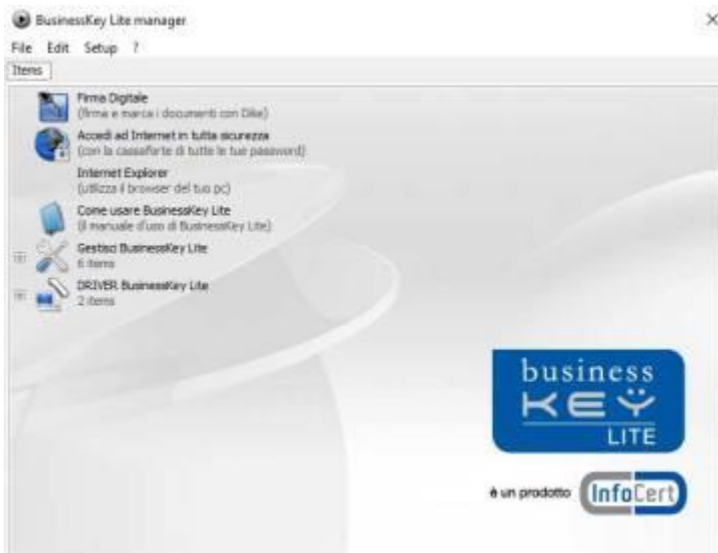 BusinessKey Lite manager
File Edit Setup ?
Items
Firma Digitale
(firma e marca i documenti con Dike)
Accedi ad Internet in tutta sicurezza
(con la cassaforte di tutte le tue password)
Internet Explorer
(utilizza il browser del tuo pc)
Come usare BusinessKey Lite
(il manuale d'uso di BusinessKey Lite)
Gestisci BusinessKey Lite
6 items
DRIVER BusinessKey Lite
2 items
business
KEY
LITE
è un prodotto InfoCert